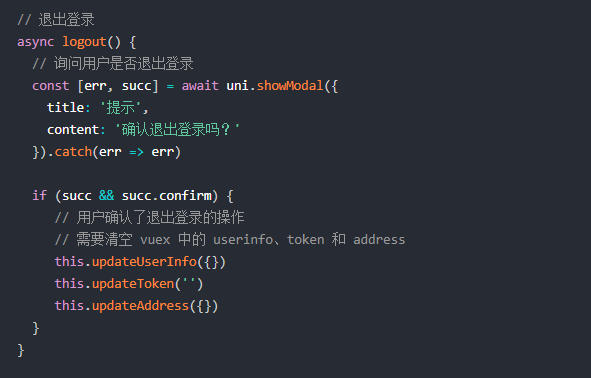 // 退出登录
async logout() {
  // 询问用户是否退出登录
  const [err, succ] = await uni.showModal({
    title: '提示',
    content: '确认退出登录吗？'
  }).catch(err => err)

  if (succ && succ.confirm) {
     // 用户确认了退出登录的操作
     // 需要清空 vuex 中的 userinfo、token 和 address
     this.updateUserInfo({})
     this.updateToken('')
     this.updateAddress({})
  }
}